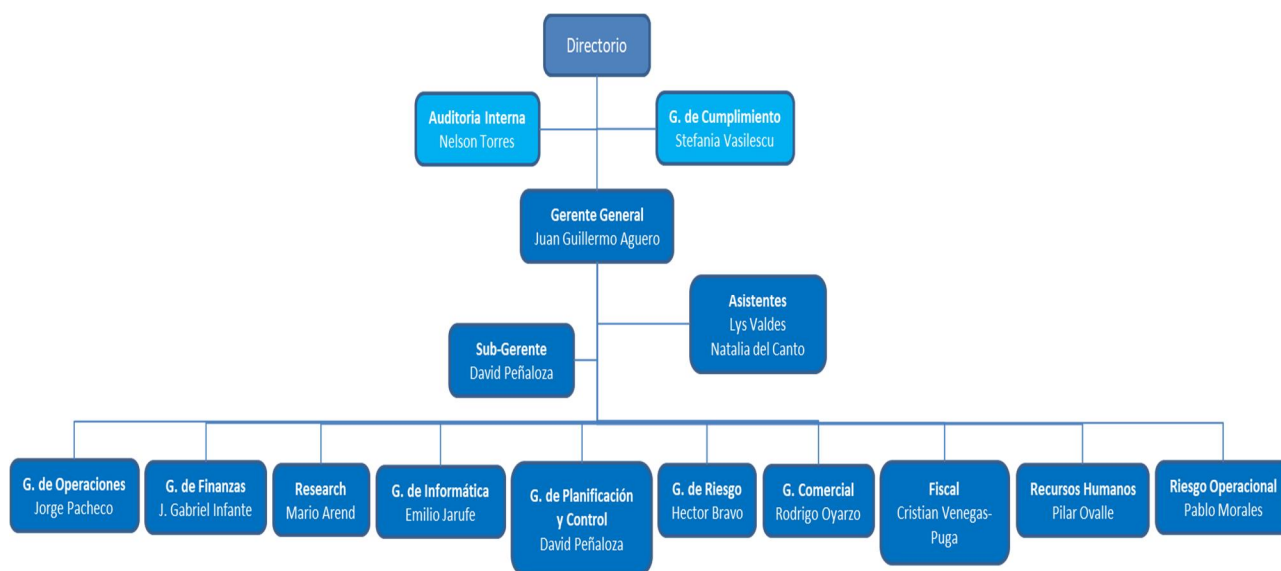 Directorio
Auditoria Interna
Nelson Torres
G. de Cumplimiento
Stefania Vasilescu
Gerente General
Juan Guillermo Aguero
Asistentes
Lys Valdes
Natalia del Canto
Sub-Gerente
David Peñaloza
G. de Operaciones
Jorge Pacheco
G. de Finanzas
J. Gabriel Infante
Research
Mario Arend
G. de Informática
Emilio Jarufe
G. de Planificación
y Control
David Peñaloza
G. de Riesgo
Hector Bravo
G. Comercial
Rodrigo Oyarzo
Fiscal
Cristian Venegas-
Puga
Recursos Humanos
Pilar Ovalle
Riesgo Operacional
Pablo Morales